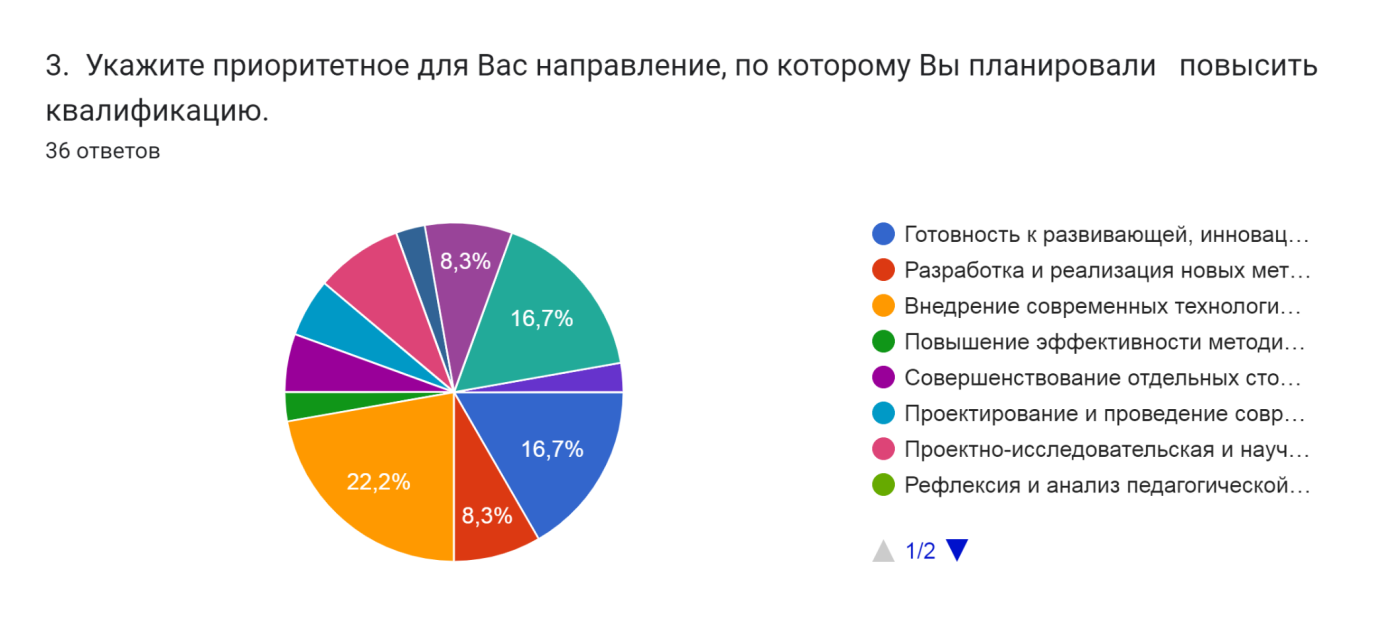 3. Укажите приоритетное для Вас направление, по которому Вы планировали повысить
квалификацию.
36 ответов
8,3%
16,7%
16,7%
22,2%
8,3%
Готовность к развивающей, инновац…
Разработка и реализация новых мет…
Внедрение современных технологи…
Повышение эффективности методи…
Совершенствование отдельных сто…
Проектирование и проведение совр…
Проектно-исследовательская и науч…
Рефлексия и анализ педагогической…
1/2